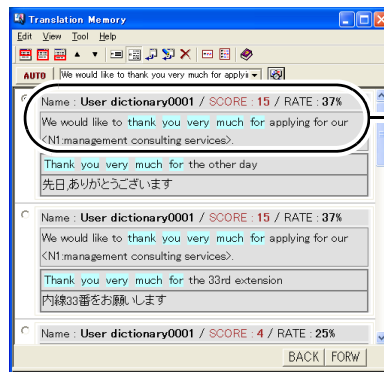 Translation Memory
Edit View Tool Help
AUTO We would like to thank you very much for applyi
Name : User dictionary0001 / SCORE : 15 / RATE : 37%
We would like to thank you very much for applying for our
<N1:management consulting services>.
Thank you very much for the other day
先日,ありがとうございます
Name : User dictionary0001 / SCORE : 15 / RATE : 37%
We would like to thank you very much for applying for our
<N1:management consulting services>.
Thank you very much for the 33rd extension
内線33番をお願いします
Name : User dictionary0001 / SCORE : 4 / RATE : 25%
BACK FORW